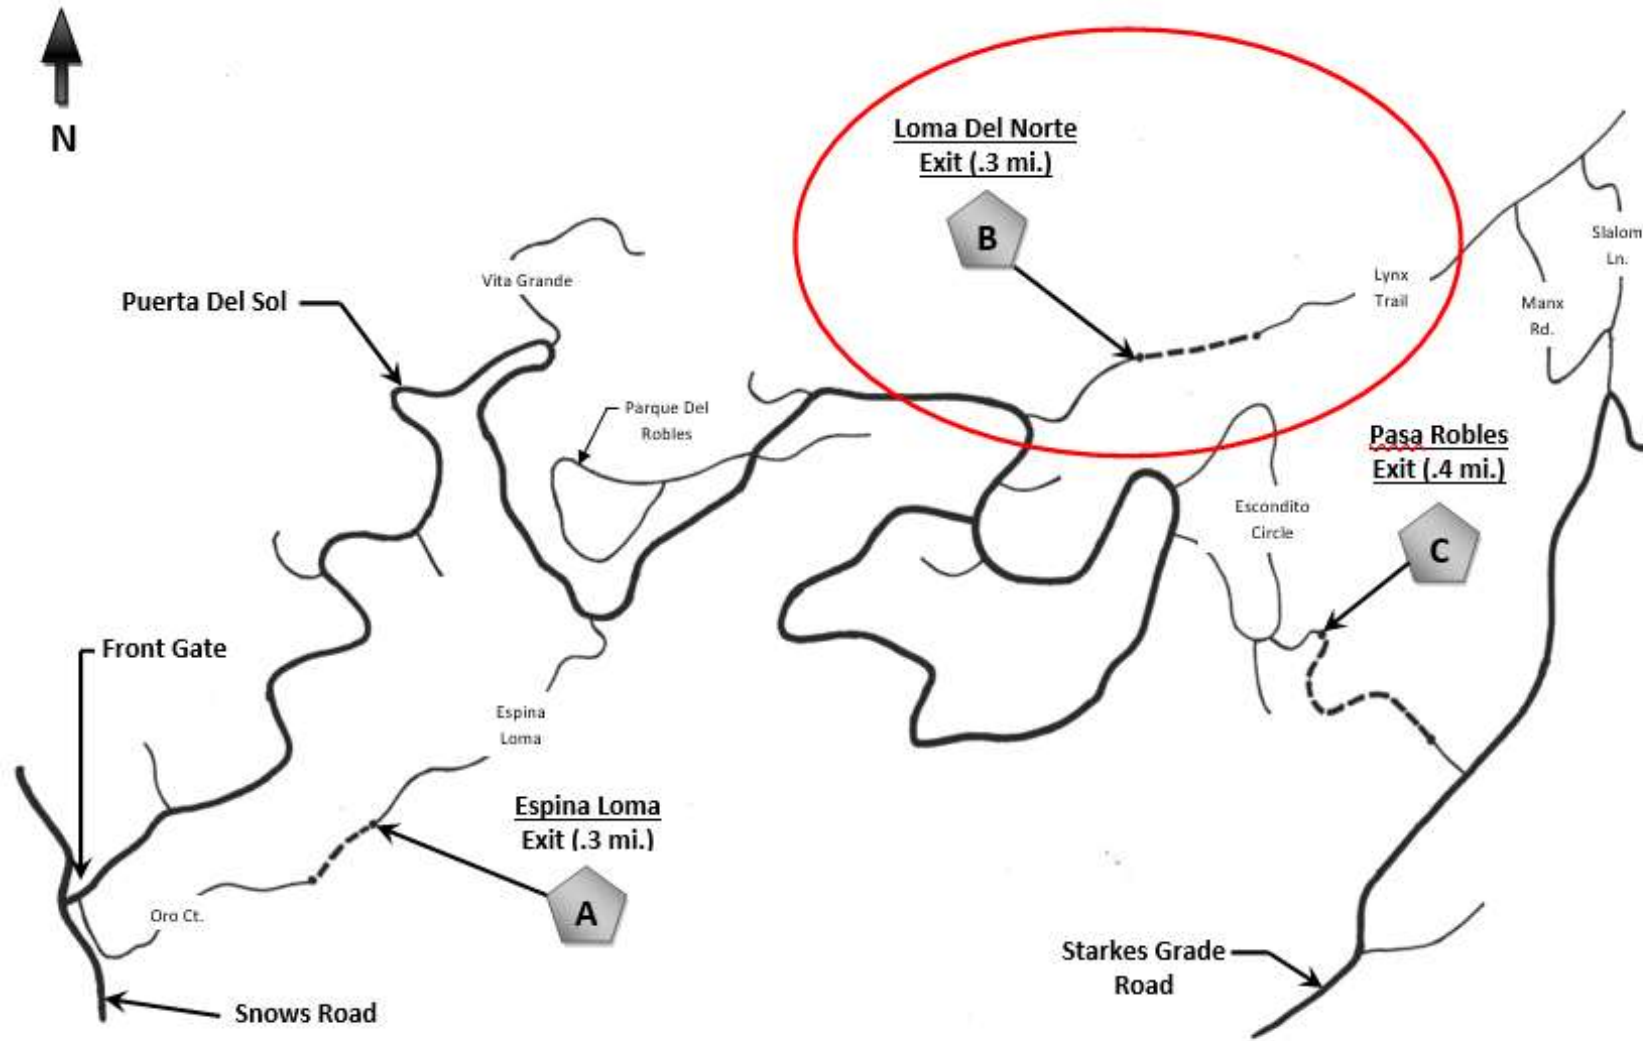 N
Loma Del Norte
Exit (.3 mi.)
B
Slalom
Ln.
Lynx
Trail
Manx
Rd.
Vita Grande
Puerta Del Sol
Parque Del
Robles
Pasa Robles
Exit (.4 mi.)
Escondito
Circle
C
Front Gate
Espina
Loma
Espina Loma
Exit (.3 mi.)
A
Oro Ct.
Starkes Grade
Road
Snows Road